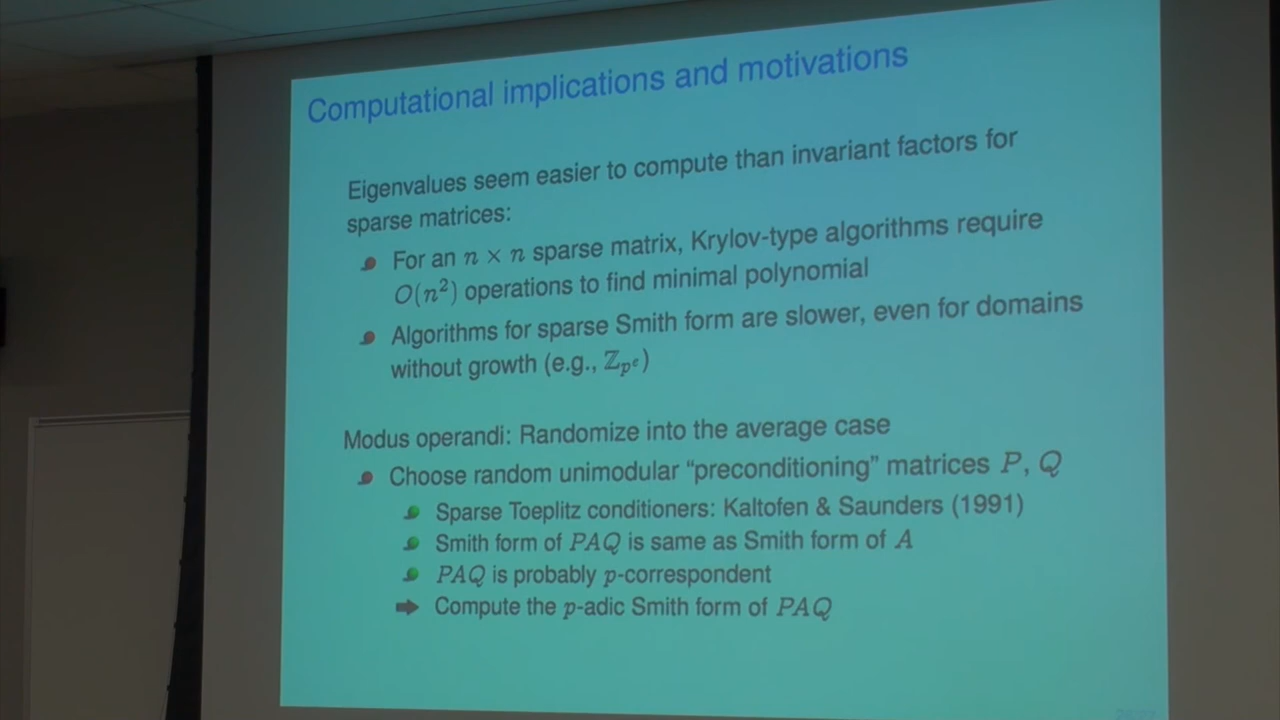 Computational implications and motivations
Eigenvalues seem easier to compute than invariant factors for
sparse matrices:
For an n × n sparse matrix, Krylov-type algorithms require
O(n²) operations to find minimal polynomial
Algorithms for sparse Smith form are slower, even for domains
without growth (e.g., ℤ_{p^e})
Modus operandi: Randomize into the average case
Choose random unimodular “preconditioning” matrices P, Q
Sparse Toeplitz conditioners: Kaltofen & Saunders (1991)
Smith form of PAQ is same as Smith form of A
PAQ is probably p-correspondent
Compute the p-adic Smith form of PAQ